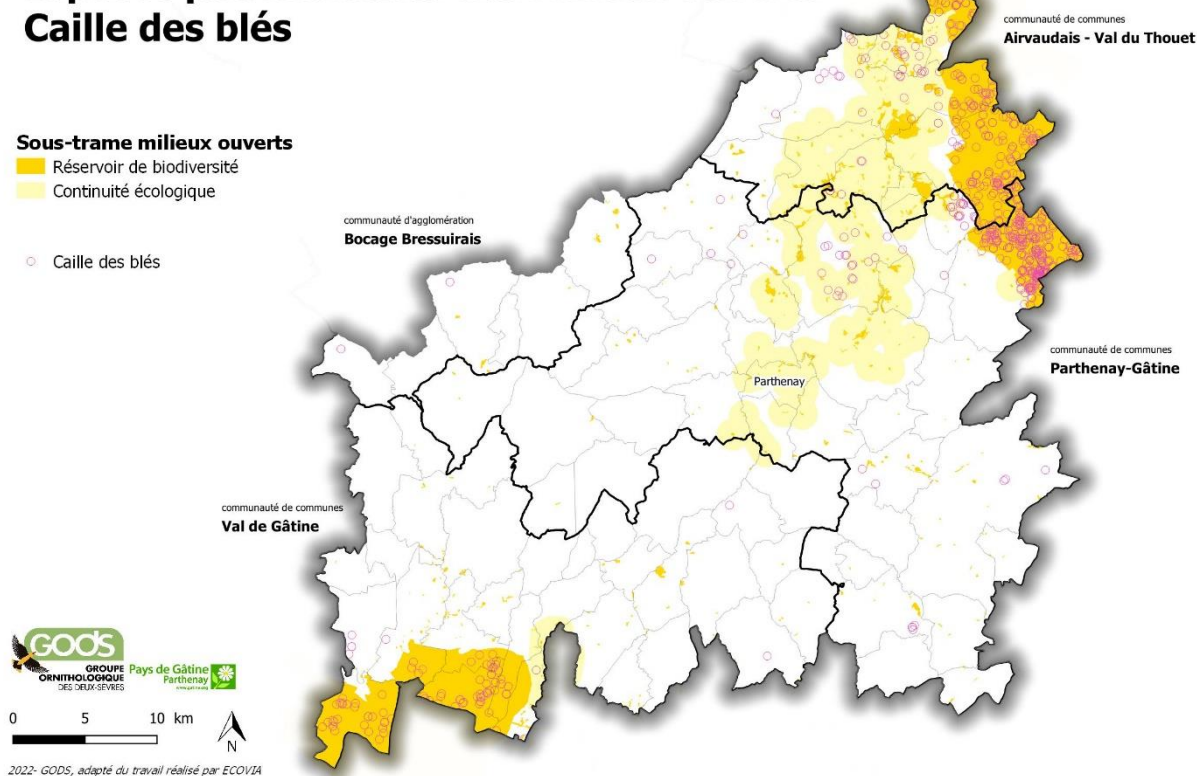 Caille des blés
communauté de communes
Airvaudais - Val du Thouet
Sous-trame milieux ouverts
Réservoir de biodiversité
Continuité écologique
communauté d'agglomération
Bocage Bressuirais
Caille des blés
communauté de communes
Parthenay-Gâtine
Parthenay
communauté de communes
Val de Gâtine
GODS
GROUPE
ORNITHOLOGIQUE
DES DEUX-SÈVRES
Pays de Gâtine
Parthenay
0 5 10 km
N
2022- GODS, adapté du travail réalisé par ECOVIA